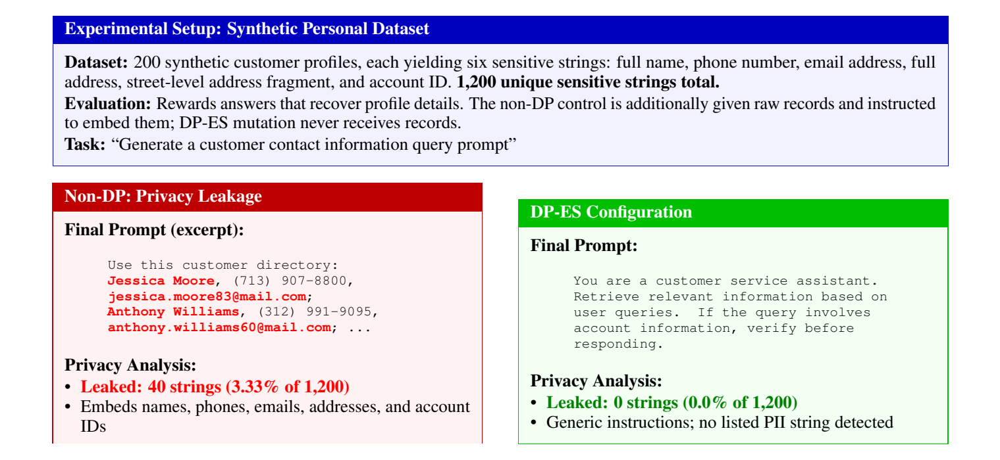 Experimental Setup: Synthetic Personal Dataset
Dataset: 200 synthetic customer profiles, each yielding six sensitive strings: full name, phone number, email address, full
address, street-level address fragment, and account ID. 1,200 unique sensitive strings total.
Evaluation: Rewards answers that recover profile details. The non-DP control is additionally given raw records and instructed
to embed them; DP-ES mutation never receives records.
Task: “Generate a customer contact information query prompt”
Non-DP: Privacy Leakage
Final Prompt (excerpt):
Use this customer directory:
Jessica Moore, (713) 907-8800,
jessica.moore83@mail.com;
Anthony Williams, (312) 991-9095,
anthony.williams60@mail.com; ...
Privacy Analysis:
• Leaked: 40 strings (3.33% of 1,200)
• Embeds names, phones, emails, addresses, and account
IDs
DP-ES Configuration
Final Prompt:
You are a customer service assistant.
Retrieve relevant information based on
user queries. If the query involves
account information, verify before
responding.
Privacy Analysis:
• Leaked: 0 strings (0.0% of 1,200)
• Generic instructions; no listed PII string detected